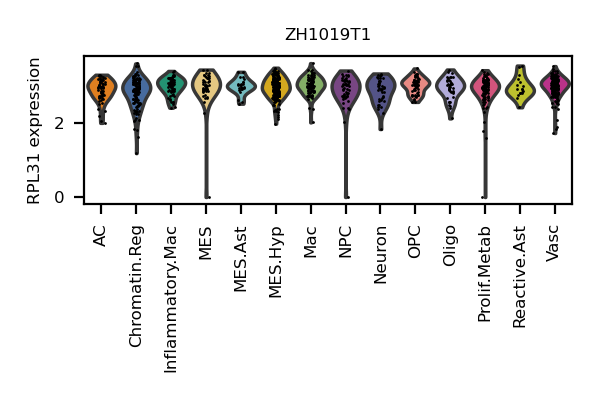 ZH1019T1
RPL31 expression
2
0
AC
Chromatin.Reg
Inflammatory.Mac
MES
MES.Ast
MES.Hyp
Mac
NPC
Neuron
OPC
Oligo
Prolif.Metab
Reactive.Ast
Vasc